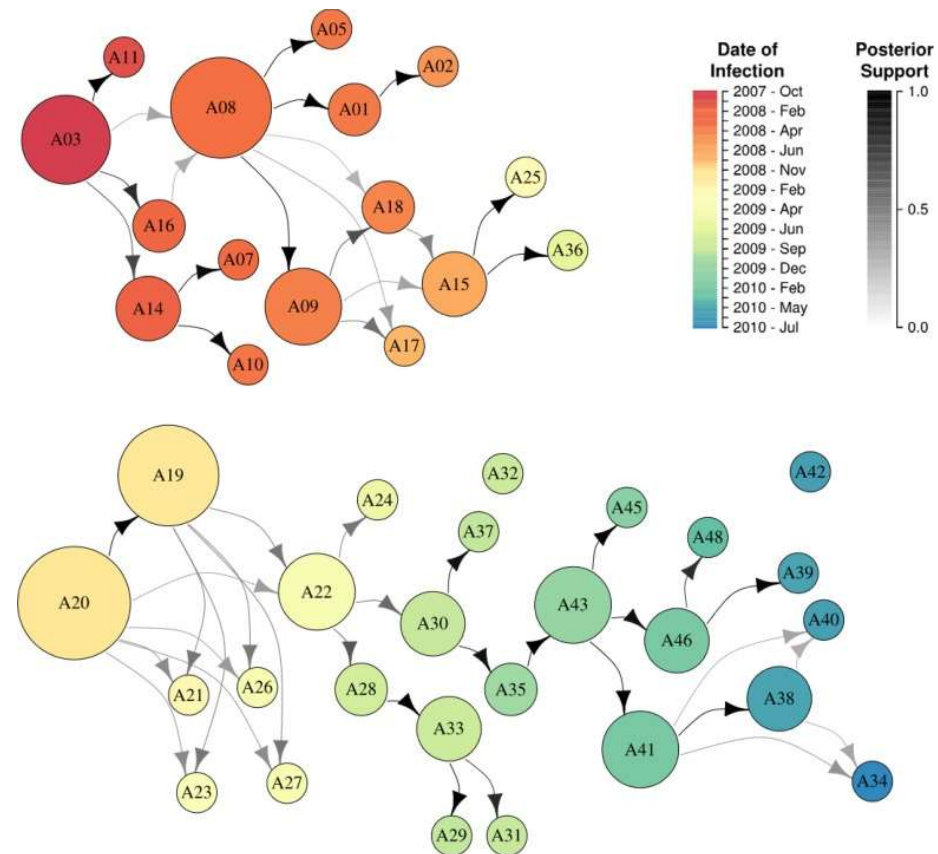 A11
A05
A02
A03
A08
A01
A16
A18
A25
A07
A36
A14
A09
A15
A17
A10
Date of
Infection
2007 - Oct
2008 - Feb
2008 - Apr
2008 - Jun
2008 - Nov
2009 - Feb
2009 - Apr
2009 - Jun
2009 - Sep
2009 - Dec
2010 - Feb
2010 - May
2010 - Jul
Posterior
Support
1.0
0.5
0.0
A19
A32
A42
A24
A37
A45
A48
A39
A20
A22
A30
A43
A46
A40
A21
A26
A28
A35
A38
A33
A41
A23
A27
A34
A29
A31